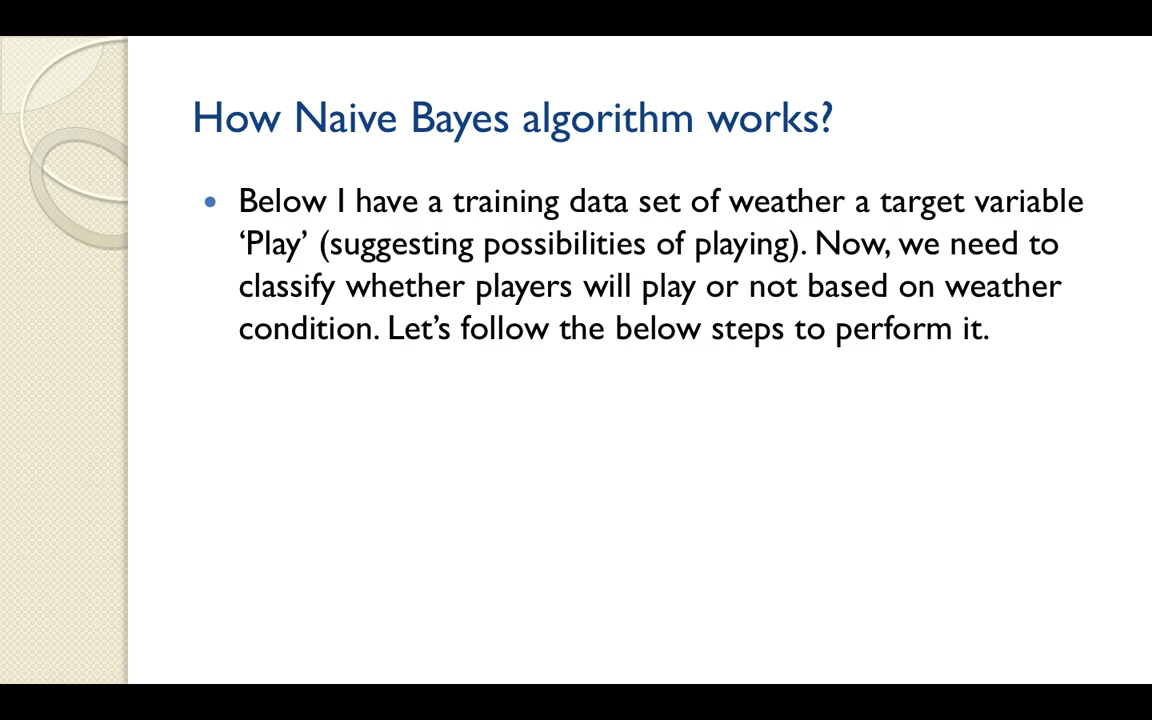 How Naive Bayes algorithm works?
• Below I have a training data set of weather a target variable
‘Play’ (suggesting possibilities of playing). Now, we need to
classify whether players will play or not based on weather
condition. Let’s follow the below steps to perform it.